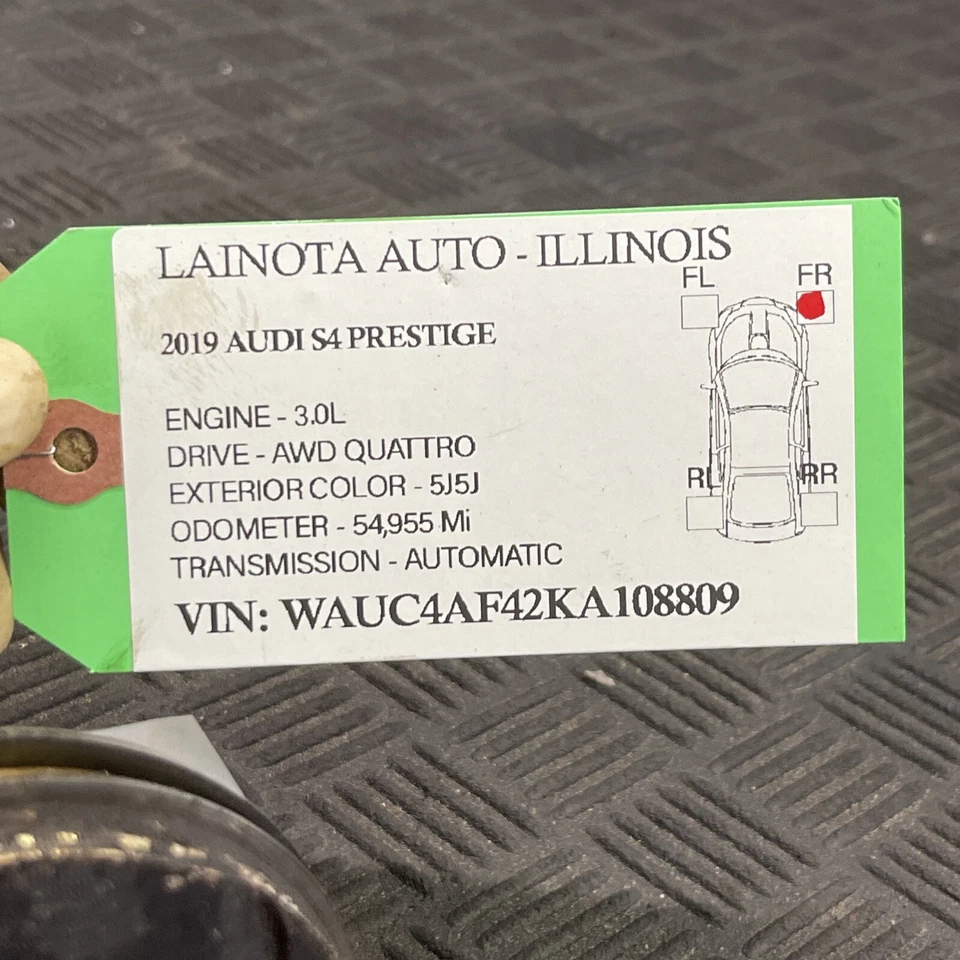 LAINOTA AUTO - ILLINOIS
FL
FR
2019 AUDI S4 PRESTIGE
ENGINE - 3.0L
DRIVE - AWD QUATTRO
EXTERIOR COLOR - 5J5J
ODOMETER - 54,955 Mi
TRANSMISSION - AUTOMATIC
RL
RR
VIN: WAUC4AF42KA108809